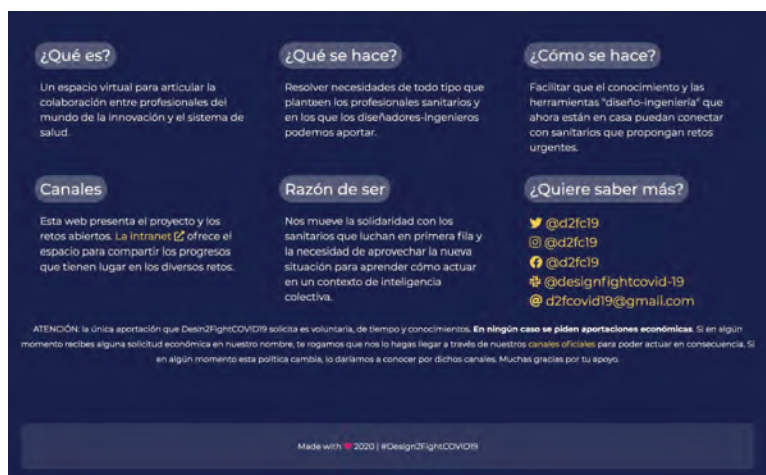 ¿Qué es?
Un espacio virtual para articular la
colaboración entre profesionales del
mundo de la innovación y el sistema de
salud.
¿Qué se hace?
Resolver necesidades de todo tipo que
planteen los profesionales sanitarios y
en los que los diseñadores-ingenieros
podemos aportar.
¿Cómo se hace?
Facilitar que el conocimiento y las
herramientas "diseño-ingeniería" que
ahora están en casa puedan conectar
con sanitarios que propongan retos
urgentes.
Canales
Esta web presenta el proyecto y los
retos abiertos. La intranet ofrece el
espacio para compartir los progresos
que tienen lugar en los diversos retos.
Razón de ser
Nos mueve la solidaridad con los
sanitarios que luchan en primera fila y
la necesidad de aprovechar la nueva
situación para aprender cómo actuar
en un contexto de inteligencia
colectiva.
¿Quiere saber más?
@d2fc19
@d2fc19
@d2fc19
@designfightcovid-19
d2fcovid19@gmail.com
ATENCIÓN: la única aportación que Desin2FightCOVID19 solicita es voluntaria, de tiempo y conocimientos. En ningún caso se piden aportaciones económicas. Si en algún
momento recibes alguna solicitud económica en nuestro nombre, te rogamos que nos lo hagas llegar a través de nuestros canales oficiales para poder actuar en consecuencia. Si
en algún momento esta política cambia, lo daríamos a conocer por dichos canales. Muchas gracias por tu apoyo.
Made with ❤ 2020 | #Design2FightCOVID19